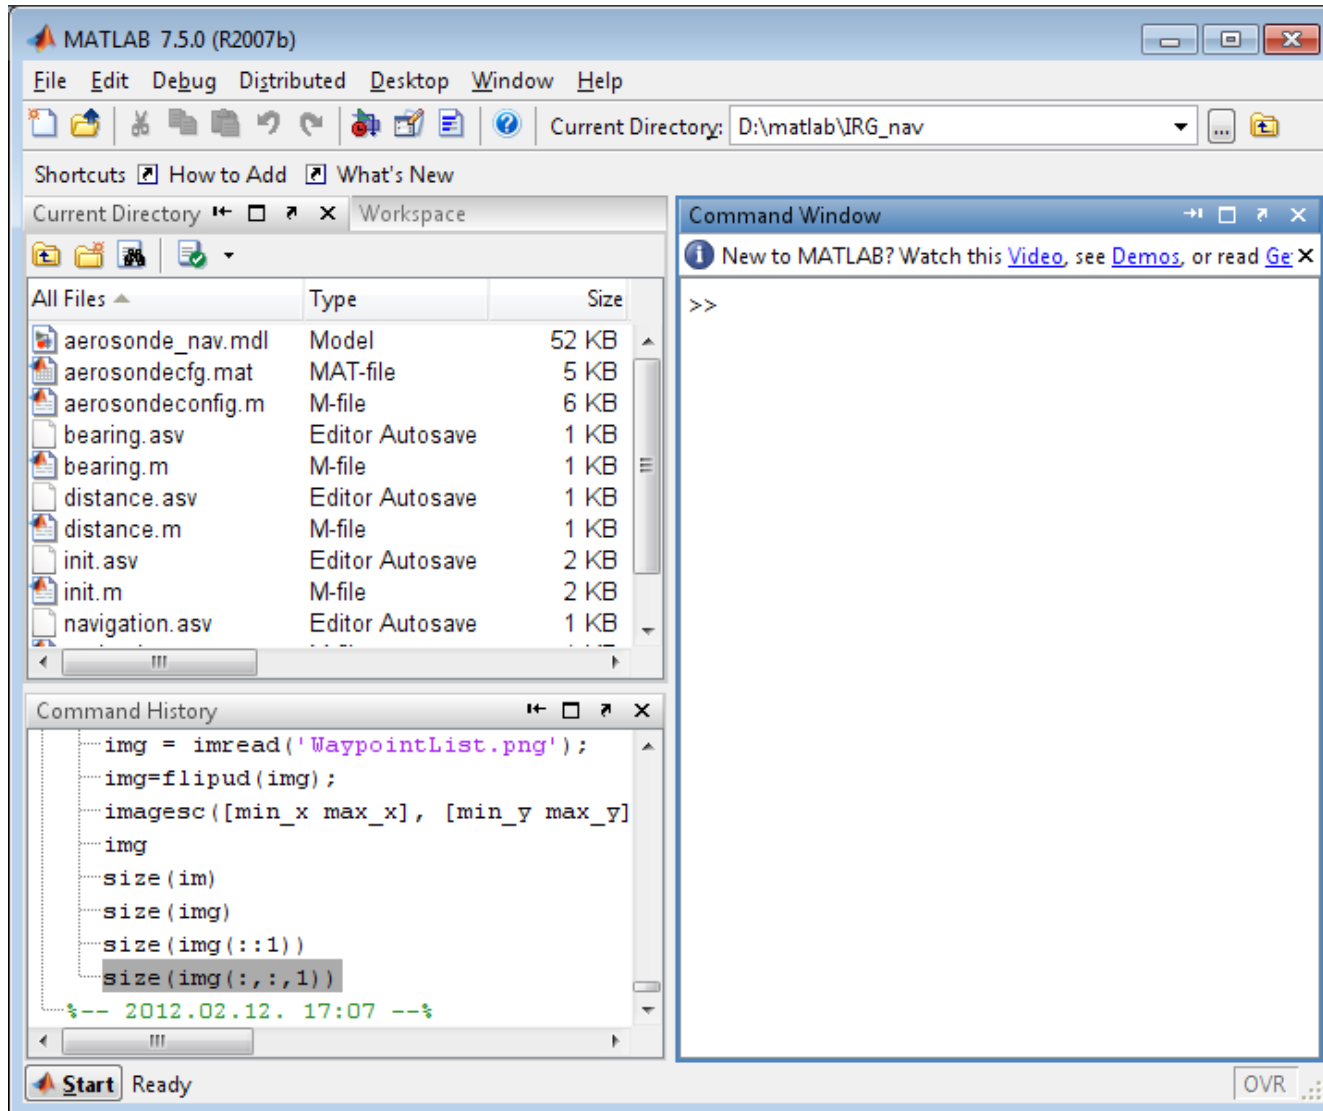 MATLAB 7.5.0 (R2007b)
File Edit Debug Distributed Desktop Window Help
Current Directory: D:\matlab\IRG_nav ...
Shortcuts How to Add What's New
Current Directory Workspace
All Files Type Size
aerosonde_nav.mdl Model 52 KB
aerosondecfg.mat MAT-file 5 KB
aerosondeconfig.m M-file 6 KB
bearing.asv Editor Autosave 1 KB
bearing.m M-file 1 KB
distance.asv Editor Autosave 1 KB
distance.m M-file 1 KB
init.asv Editor Autosave 2 KB
init.m M-file 2 KB
navigation.asv Editor Autosave 1 KB
Command History
img = imread('WaypointList.png');
img=flipud(img);
imagesc([min_x max_x], [min_y max_y]
img
size(im)
size(img)
size(img(::1))
size(img(:,:,1))
%-- 2012.02.12. 17:07 --%
Command Window
New to MATLAB? Watch this Video, see Demos, or read Ge
>>
Start Ready
OVR